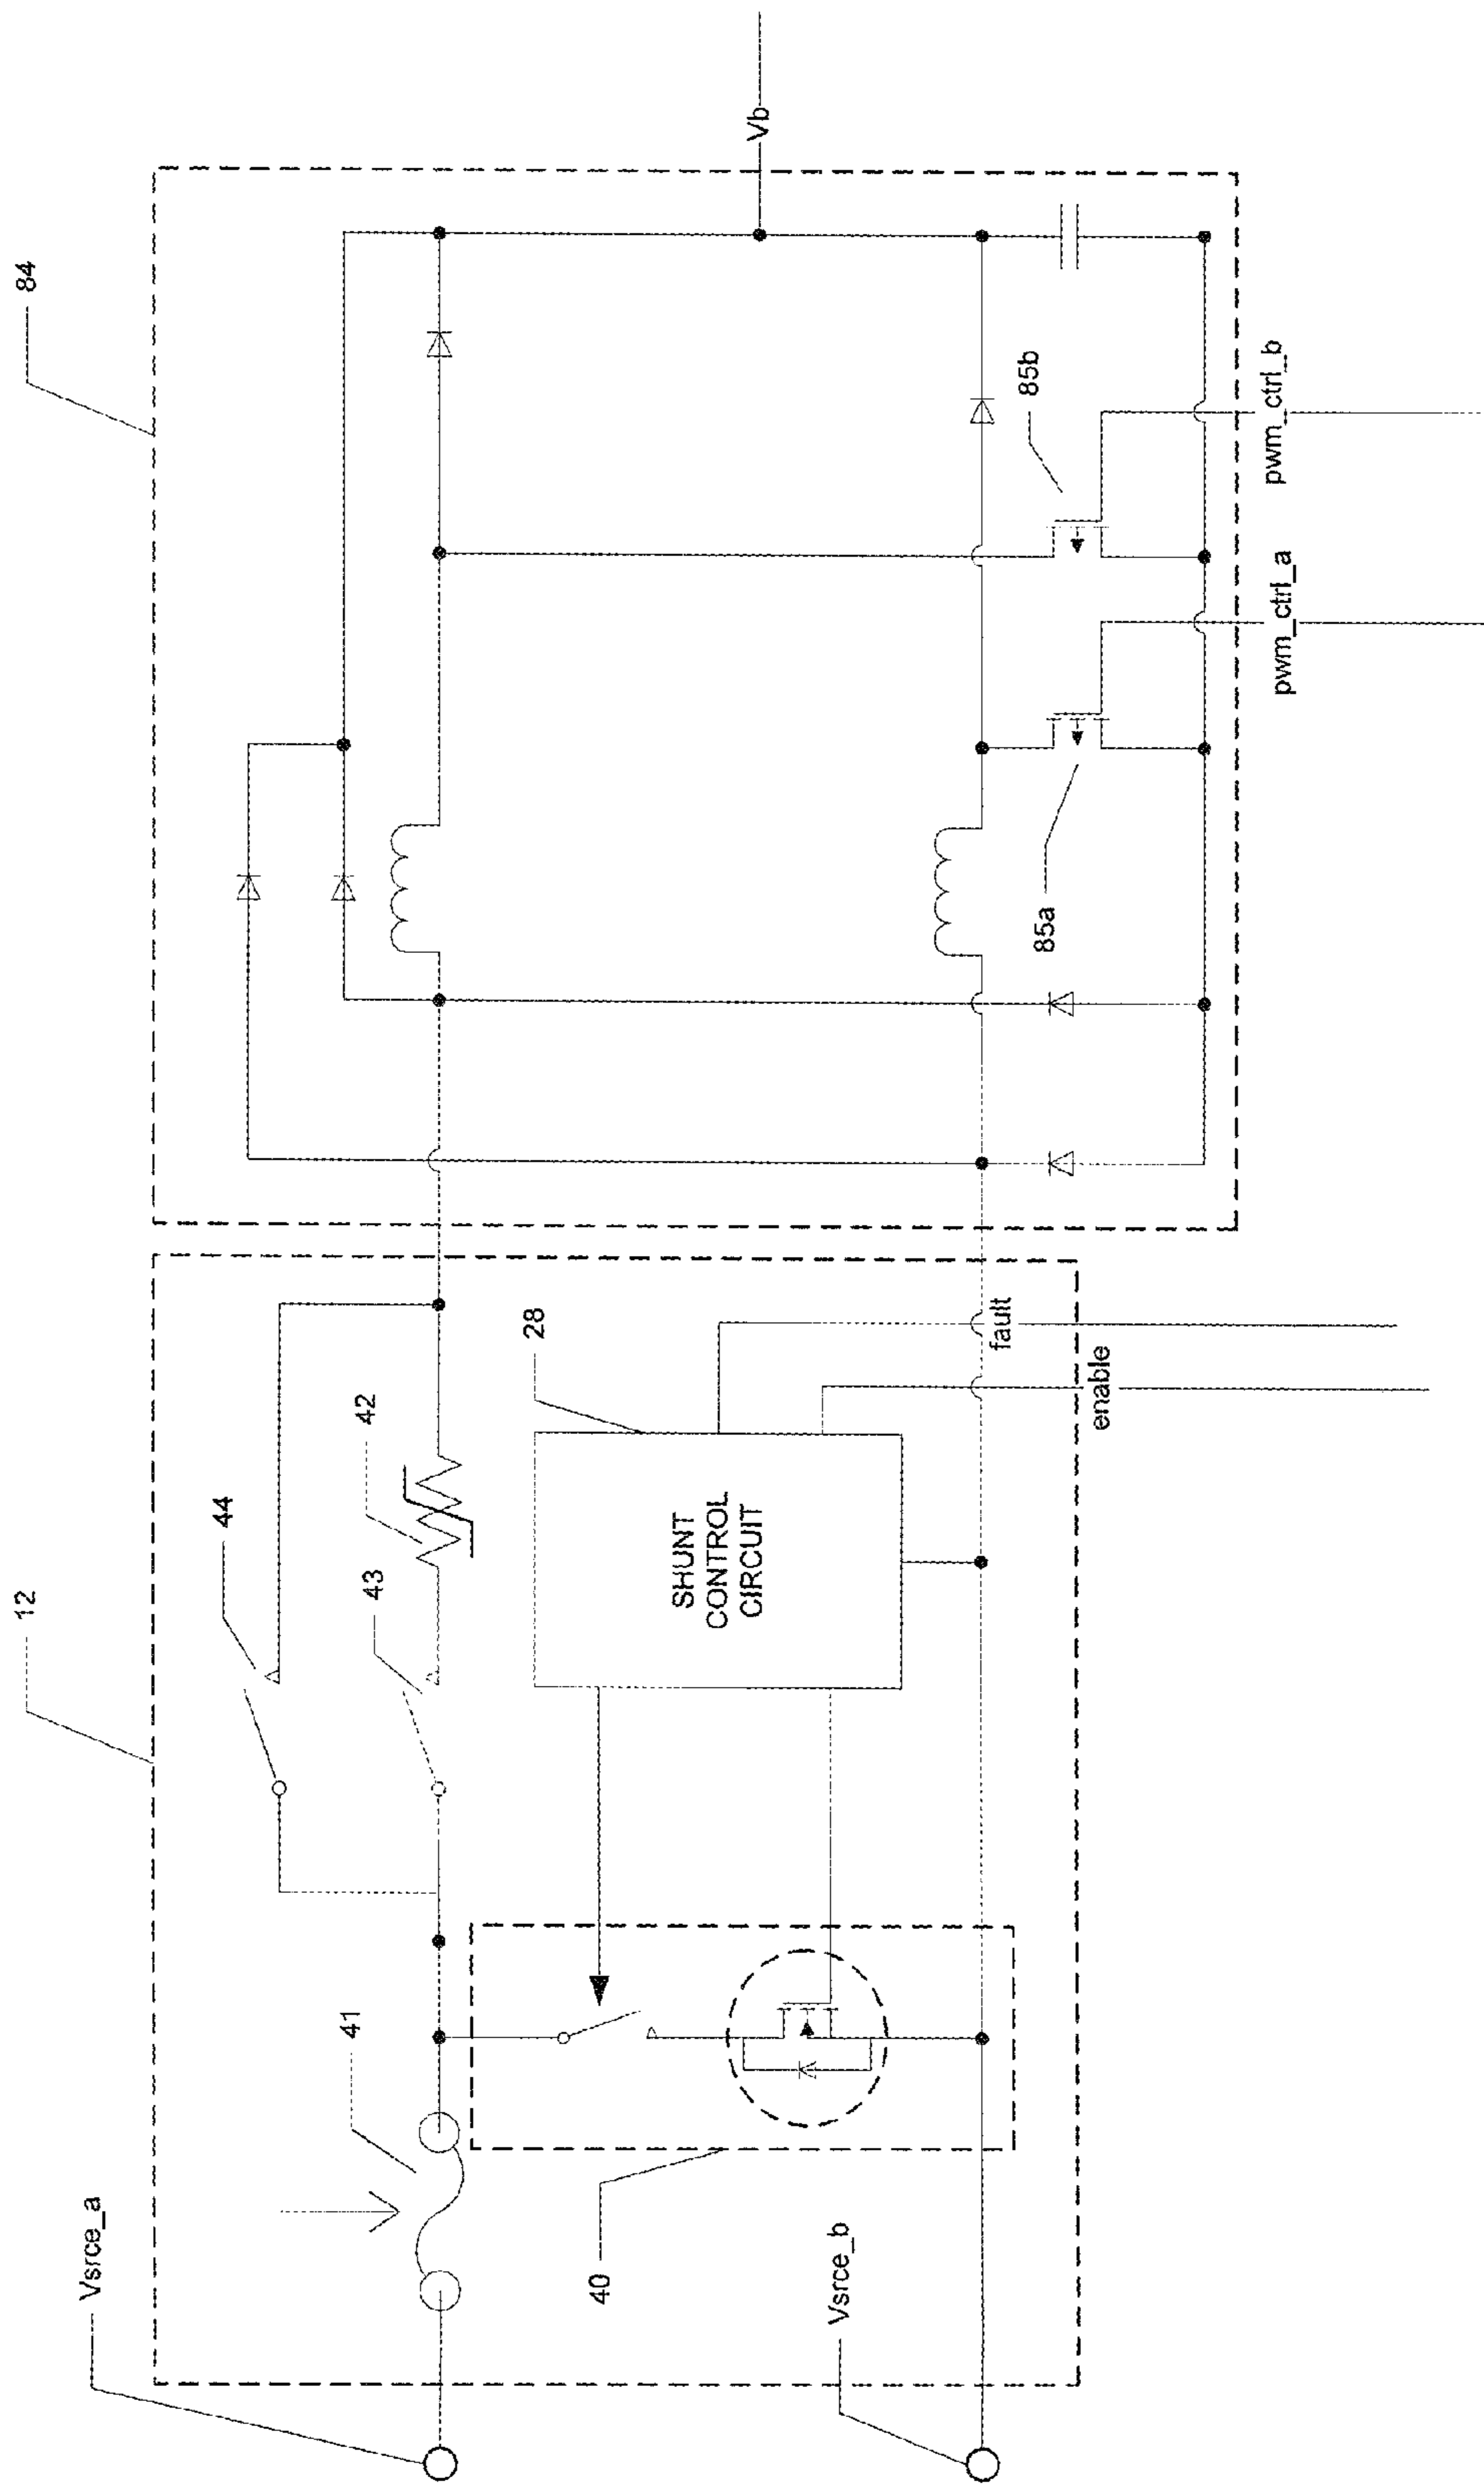 84
12
Vb
44
42
43
28
41
40
SHUNT
CONTROL
CIRCUIT
85a
85b
fault
enable
pwm_ctrl_a
pwm_ctrl_b
Vsrce_a
Vsrce_b